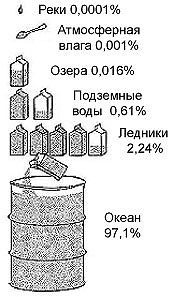 Реки 0,0001%
Атмосферная
влага 0,001%
Озера 0,016%
Подземные
воды 0,61%
Ледники
2,24%
Океан
97,1%